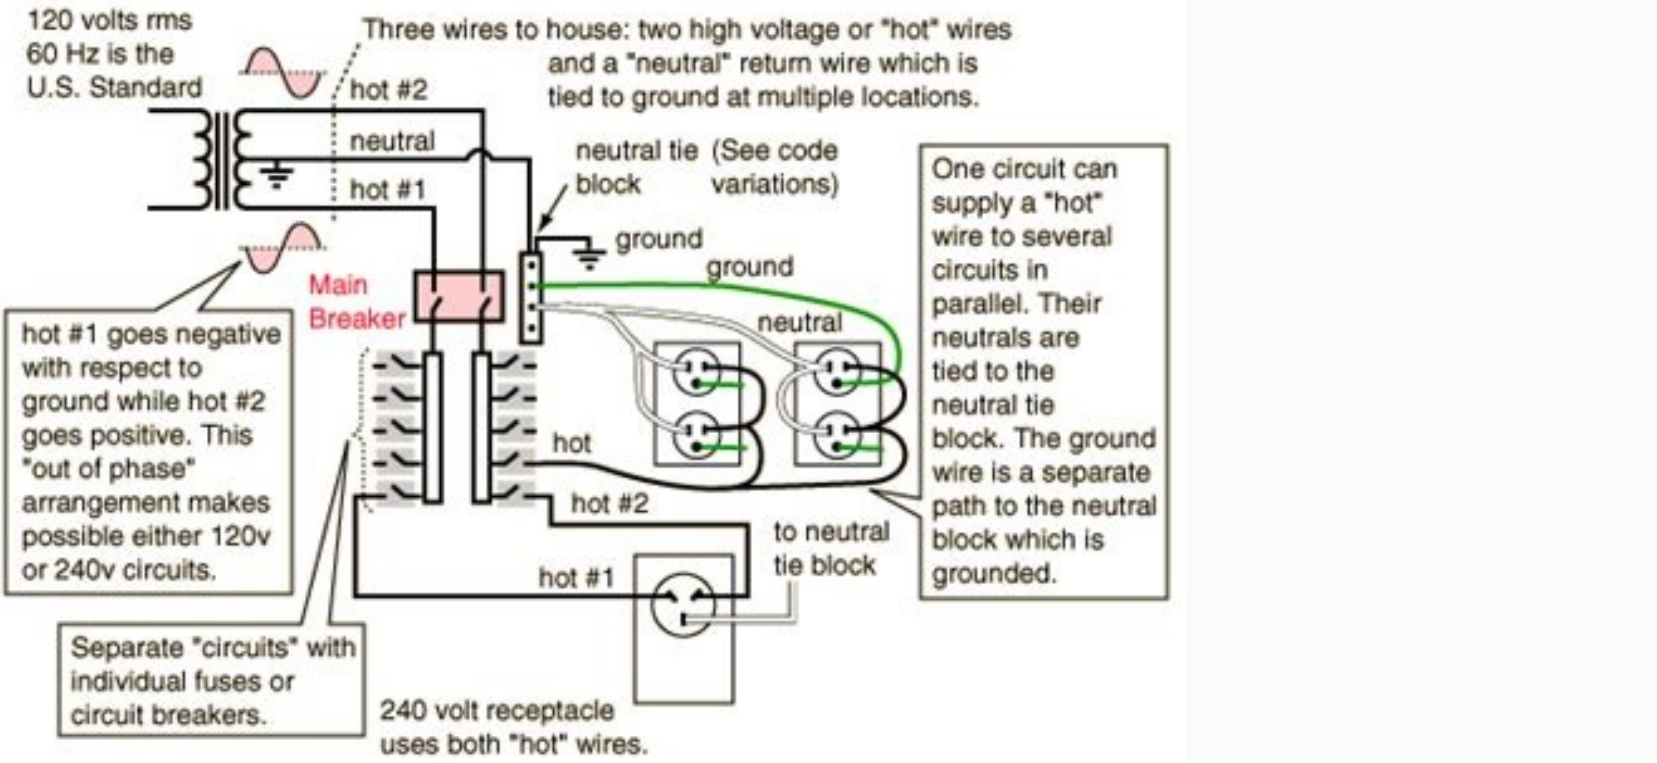 120 volts rms
60 Hz is the
U.S. Standard
Three wires to house: two high voltage or "hot" wires
and a "neutral" return wire which is
tied to ground at multiple locations.
hot #2
neutral
hot #1
neutral tie (See code
block variations)
ground
ground
neutral
Main
Breaker
hot #1 goes negative
with respect to
ground while hot #2
goes positive. This
"out of phase"
arrangement makes
possible either 120v
or 240v circuits.
One circuit can
supply a "hot"
wire to several
circuits in
parallel. Their
neutrals are
tied to the
neutral tie
block. The ground
wire is a separate
path to the neutral
block which is
grounded.
hot
hot #2
to neutral
tie block
hot #1
Separate "circuits" with
individual fuses or
circuit breakers.
240 volt receptacle
uses both "hot" wires.